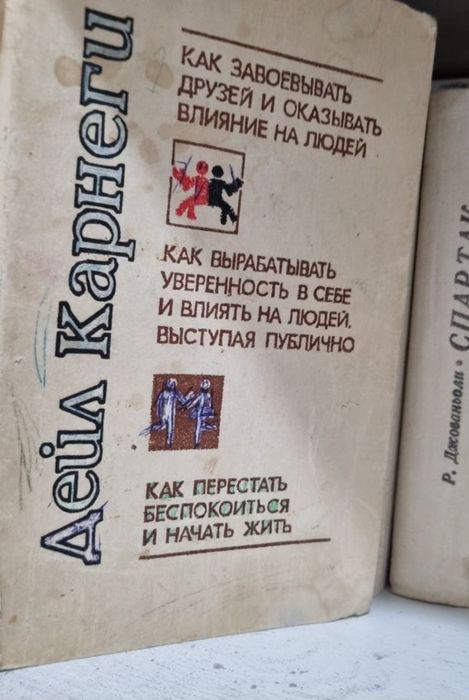 Дейл Карнеги
КАК ЗАВОЕВЫВАТЬ
ДРУЗЕЙ И ОКАЗЫВАТЬ
ВЛИЯНИЕ НА ЛЮДЕЙ
КАК ВЫРАБАТЫВАТЬ
УВЕРЕННОСТЬ В СЕБЕ
И ВЛИЯТЬ НА ЛЮДЕЙ,
ВЫСТУПАЯ ПУБЛИЧНО
КАК ПЕРЕСТАТЬ
БЕСПОКОИТЬСЯ
И НАЧАТЬ ЖИТЬ
Р. Джованьоли • СПАРТАК